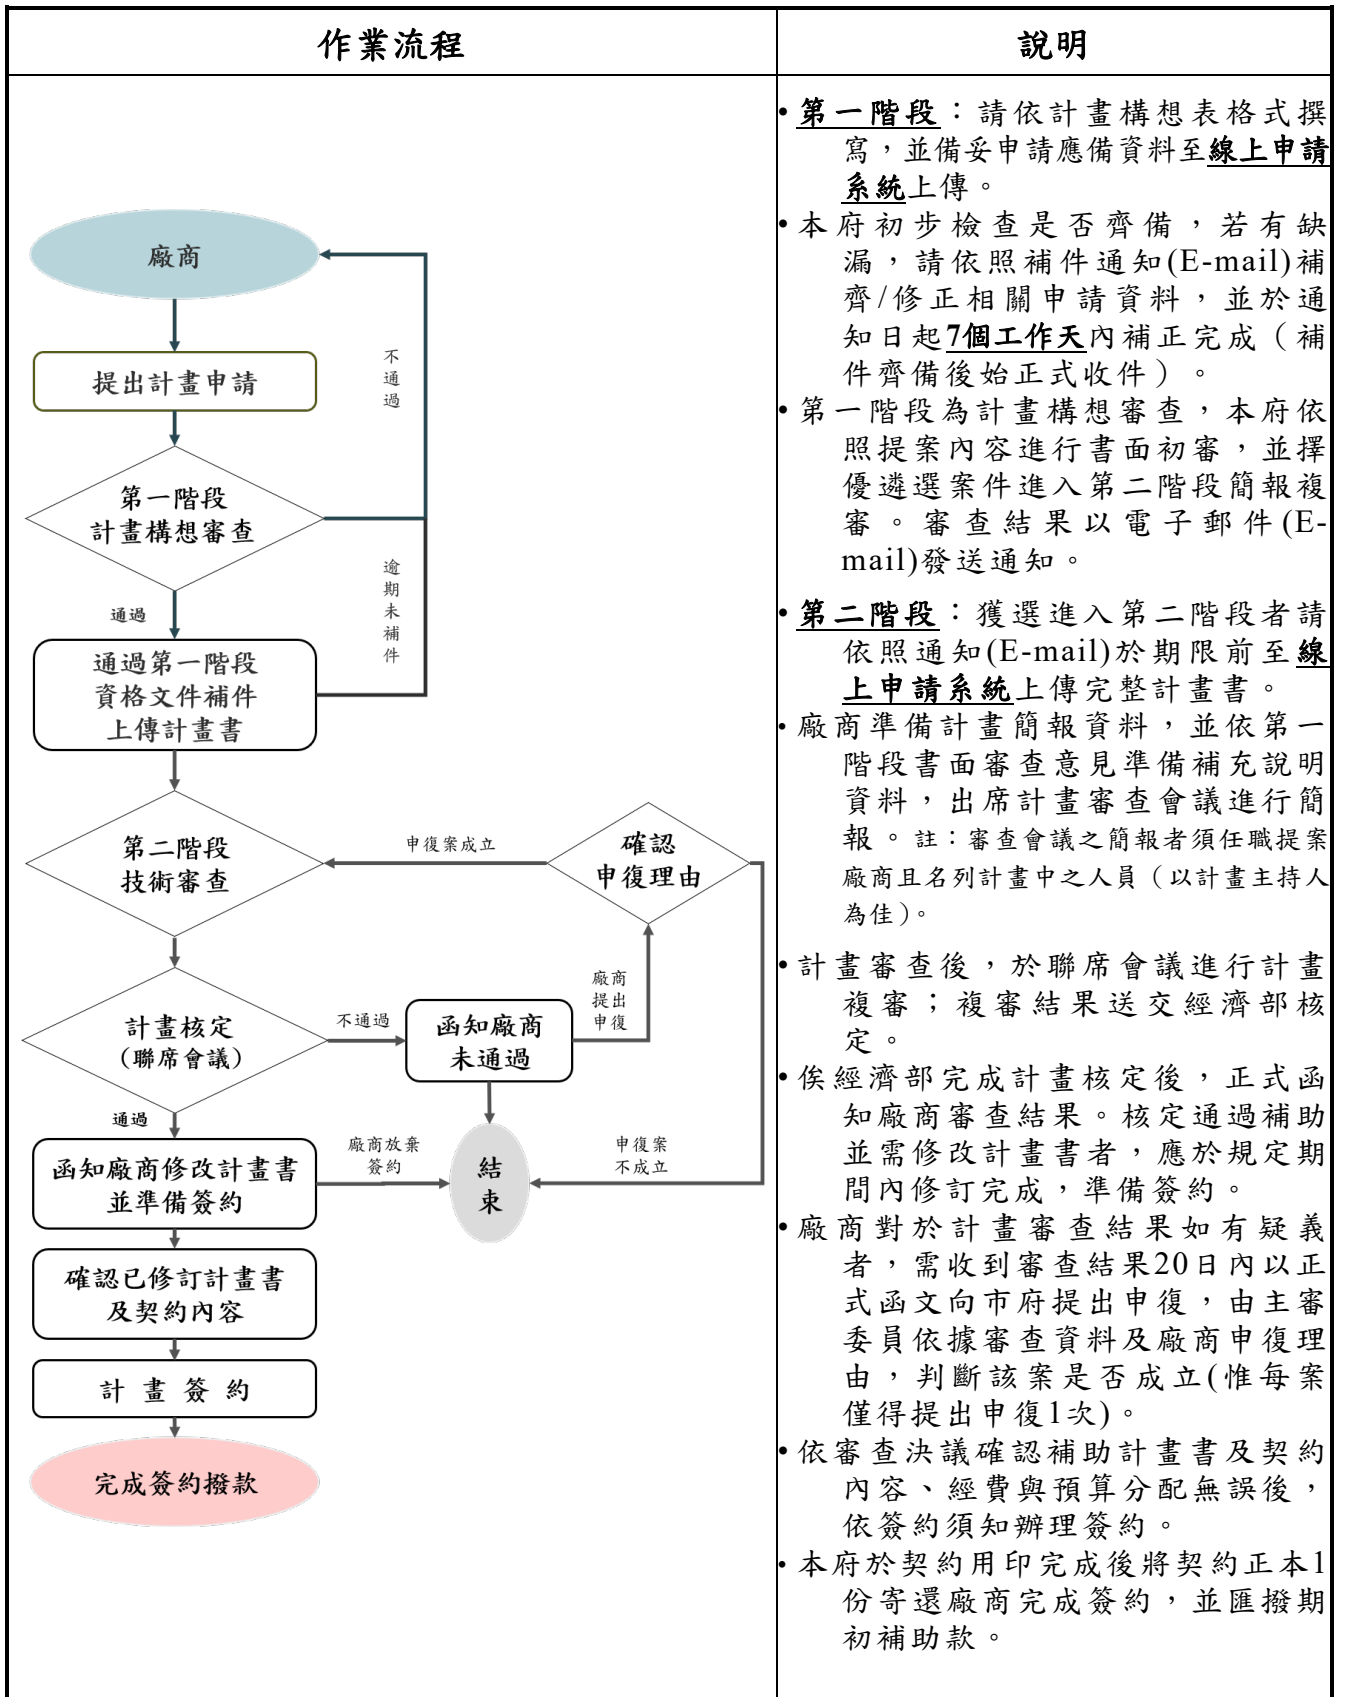 作業流程
說明
廠商
提出計畫申請
不
通
過
第一階段
計畫構想審查
逾
期
未
補
件
通過
通過第一階段
資格文件補件
上傳計畫書
第二階段
技術審查
申復案成立
確認
申復理由
計畫核定
(聯席會議)
不通過
函知廠商
未通過
廠商
提出
申復
通過
函知廠商修改計畫書
並準備簽約
廠商放棄
簽約
結
束
申復案
不成立
確認已修訂計畫書
及契約內容
計 畫 簽 約
完成簽約撥款
•第一階段：請依計畫構想表格式撰
寫，並備妥申請應備資料至線上申請
系統上傳。
•本府初步檢查是否齊備，若有缺
漏，請依照補件通知(E-mail)補
齊/修正相關申請資料，並於通
知日起7個工作天內補正完成（補
件齊備後始正式收件）。
•第一階段為計畫構想審查，本府依
照提案內容進行書面初審，並擇
優遴選案件進入第二階段簡報複
審。審查結果以電子郵件(E-
mail)發送通知。
•第二階段：獲選進入第二階段者請
依照通知(E-mail)於期限前至線
上申請系統上傳完整計畫書。
•廠商準備計畫簡報資料，並依第一
階段書面審查意見準備補充說明
資料，出席計畫審查會議進行簡
報。註：審查會議之簡報者須任職提案
廠商且名列計畫中之人員（以計畫主持人
為佳）。
•計畫審查後，於聯席會議進行計畫
複審；複審結果送交經濟部核
定。
•俟經濟部完成計畫核定後，正式函
知廠商審查結果。核定通過補助
並需修改計畫書者，應於規定期
間內修訂完成，準備簽約。
•廠商對於計畫審查結果如有疑義
者，需收到審查結果20日內以正
式函文向市府提出申復，由主審
委員依據審查資料及廠商申復理
由，判斷該案是否成立(惟每案
僅得提出申復1次)。
•依審查決議確認補助計畫書及契約
內容、經費與預算分配無誤後，
依簽約須知辦理簽約。
•本府於契約用印完成後將契約正本1
份寄還廠商完成簽約，並匯撥期
初補助款。